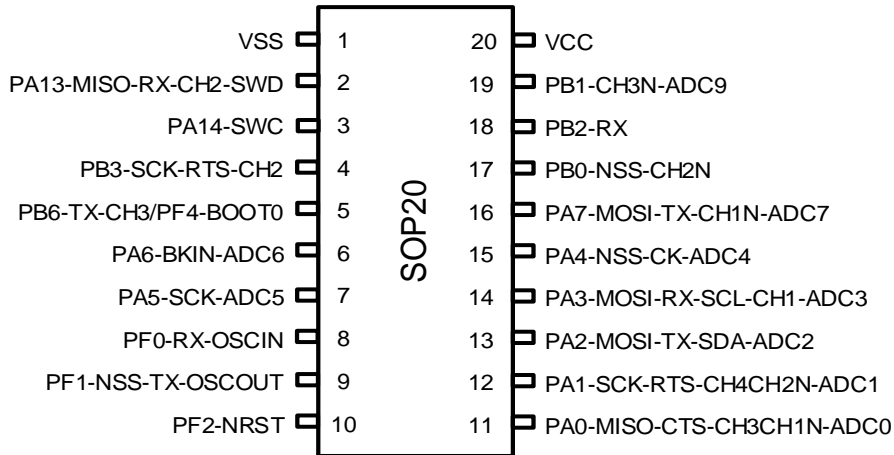 VSS 1 20 VCC
PA13-MISO-RX-CH2-SWD 2 19 PB1-CH3N-ADC9
PA14-SWC 3 18 PB2-RX
PB3-SCK-RTS-CH2 4 17 PB0-NSS-CH2N
PB6-TX-CH3/PF4-BOOT0 5 16 PA7-MOSI-TX-CH1N-ADC7
PA6-BKIN-ADC6 6 15 PA4-NSS-CK-ADC4
PA5-SCK-ADC5 7 14 PA3-MOSI-RX-SCL-CH1-ADC3
PF0-RX-OSCIN 8 13 PA2-MOSI-TX-SDA-ADC2
PF1-NSS-TX-OSCOUT 9 12 PA1-SCK-RTS-CH4CH2N-ADC1
PF2-NRST 10 11 PA0-MISO-CTS-CH3CH1N-ADC0
SOP20